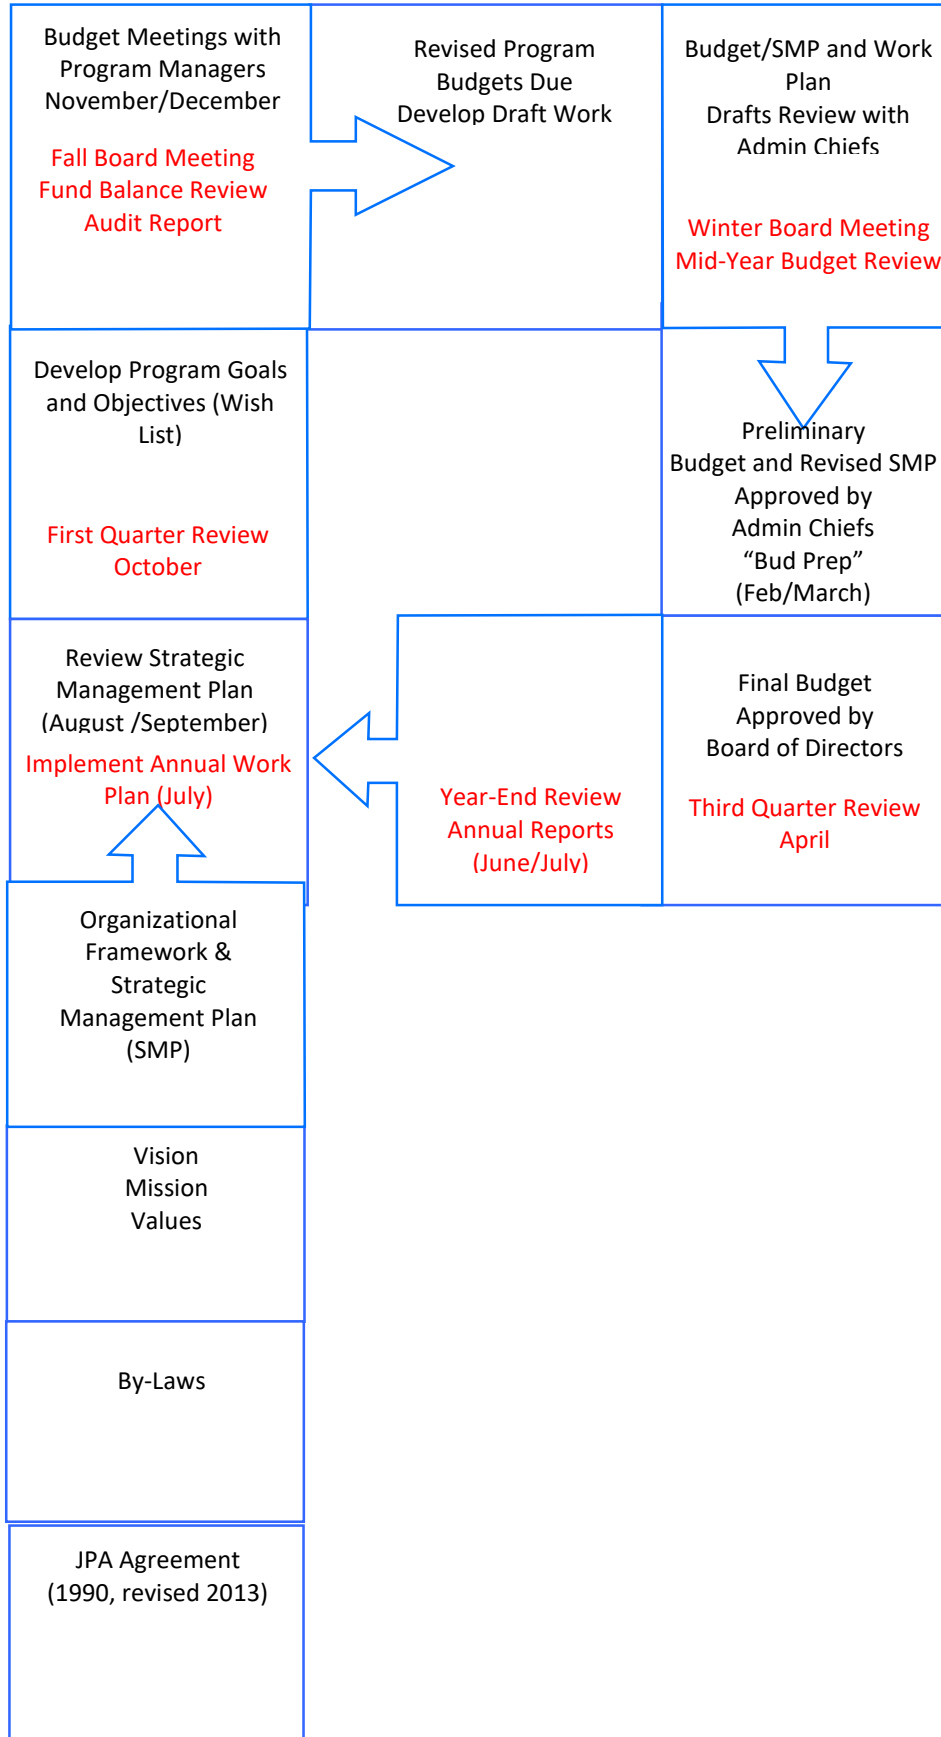 Budget Meetings with
Program Managers
November/December
Fall Board Meeting
Fund Balance Review
Audit Report
Revised Program
Budgets Due
Develop Draft Work
Budget/SMP and Work
Plan
Drafts Review with
Admin Chiefs
Winter Board Meeting
Mid-Year Budget Review
Develop Program Goals
and Objectives (Wish
List)
First Quarter Review
October
Preliminary
Budget and Revised SMP
Approved by
Admin Chiefs
“Bud Prep”
(Feb/March)
Review Strategic
Management Plan
(August /September)
Implement Annual Work
Plan (July)
Year-End Review
Annual Reports
(June/July)
Final Budget
Approved by
Board of Directors
Third Quarter Review
April
Organizational
Framework &
Strategic
Management Plan
(SMP)
Vision
Mission
Values
By-Laws
JPA Agreement
(1990, revised 2013)